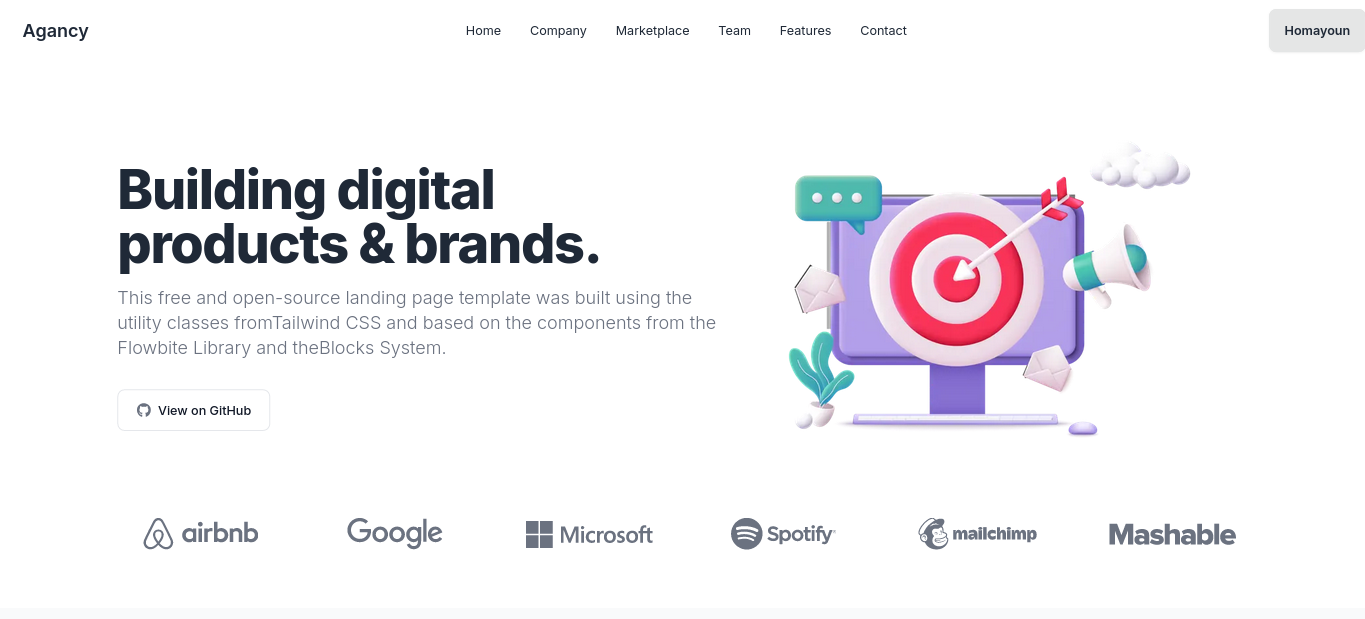 Agancy
Home Company Marketplace Team Features Contact
Homayoun
Building digital
products & brands.
This free and open-source landing page template was built using the
utility classes fromTailwind CSS and based on the components from the
Flowbite Library and theBlocks System.
View on GitHub
airbnb Google Microsoft Spotify mailchimp Mashable